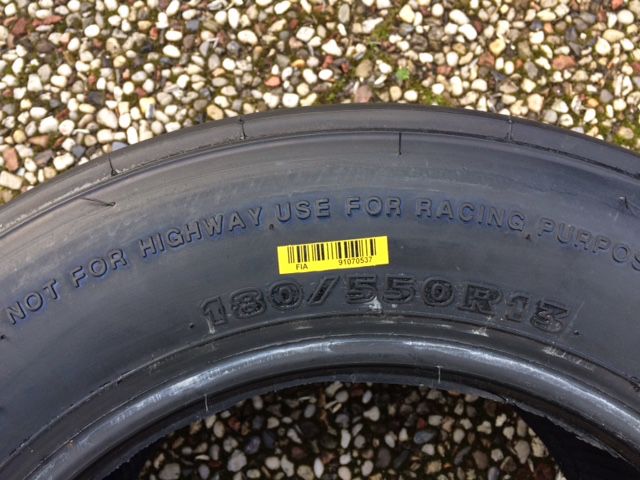 NOT FOR HIGHWAY USE FOR RACING PURPOS
FIA 91070537
180/550R13